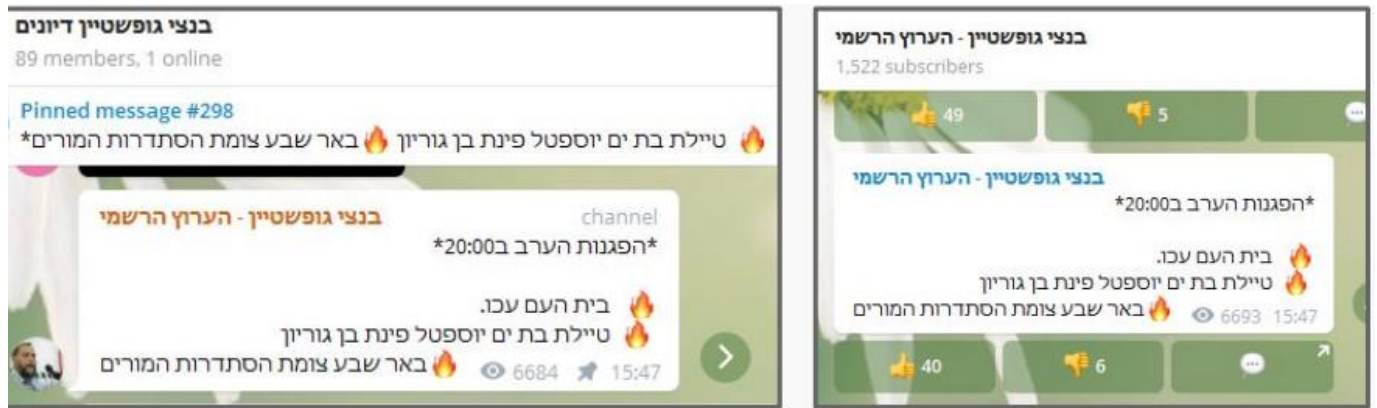 בנצי גופשטיין דיונים
89 members, 1 online
Pinned message #298
🔥 טיילת בת ים יוספטל פינת בן גוריון 🔥באר שבע צומת הסתדרות המורים*
בנצי גופשטיין - הערוץ הרשמי channel
*הפגנות הערב ב20:00*
🔥 בית העם עכו.
🔥 טיילת בת ים יוספטל פינת בן גוריון
🔥באר שבע צומת הסתדרות המורים 6684 15:47
בנצי גופשטיין - הערוץ הרשמי
1,522 subscribers
👍 49 👎 5
בנצי גופשטיין - הערוץ הרשמי
*הפגנות הערב ב20:00*
🔥 בית העם עכו.
🔥 טיילת בת ים יוספטל פינת בן גוריון
🔥באר שבע צומת הסתדרות המורים 6693 15:47
👍 40 👎 6